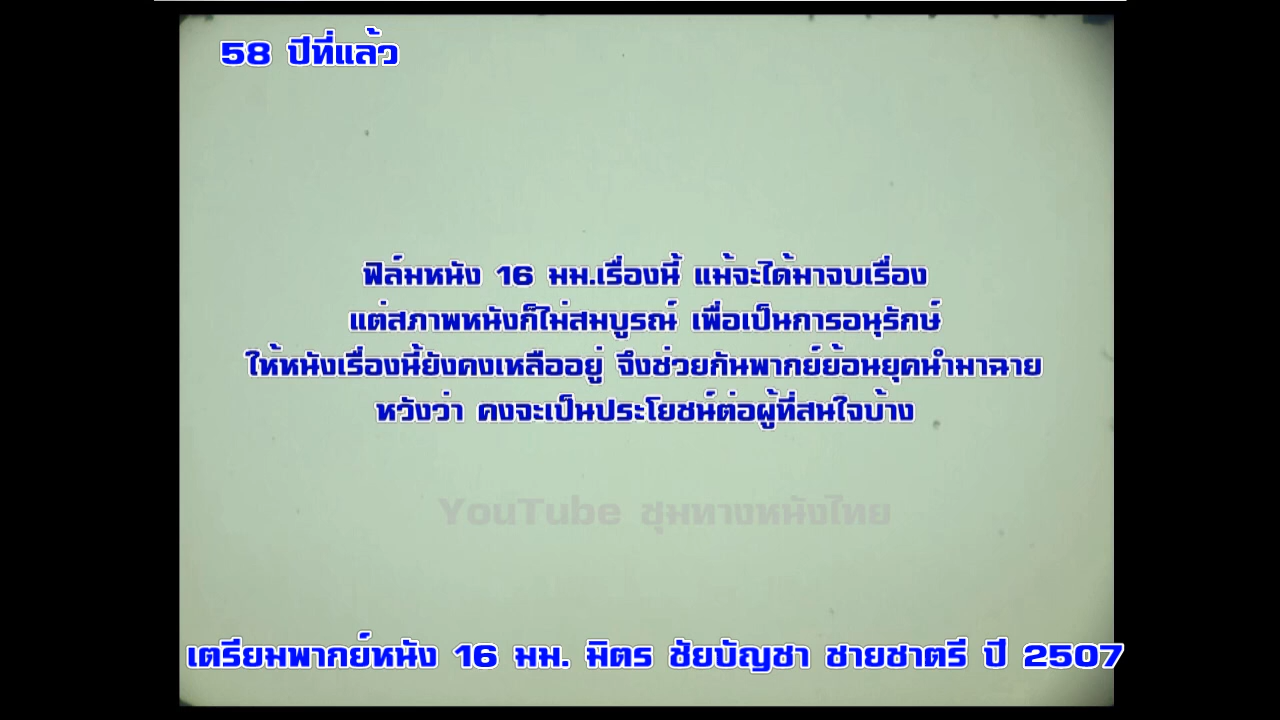 58 ปีที่แล้ว
ฟิล์มหนัง 16 มม.เรื่องนี้ แม้จะได้มาจบเรื่อง
แต่สภาพหนังก็ไม่สมบูรณ์ เพื่อเป็นการอนุรักษ์
ให้หนังเรื่องนี้ยังคงเหลืออยู่ จึงช่วยกันพากย์ย้อนยุคนำมาฉาย
หวังว่า คงจะเป็นประโยชน์ต่อผู้ที่สนใจบ้าง
YouTube ชุมทางหนังไทย
เตรียมพากย์หนัง 16 มม. มิตร ชัยบัญชา ชายชาตรี ปี 2507